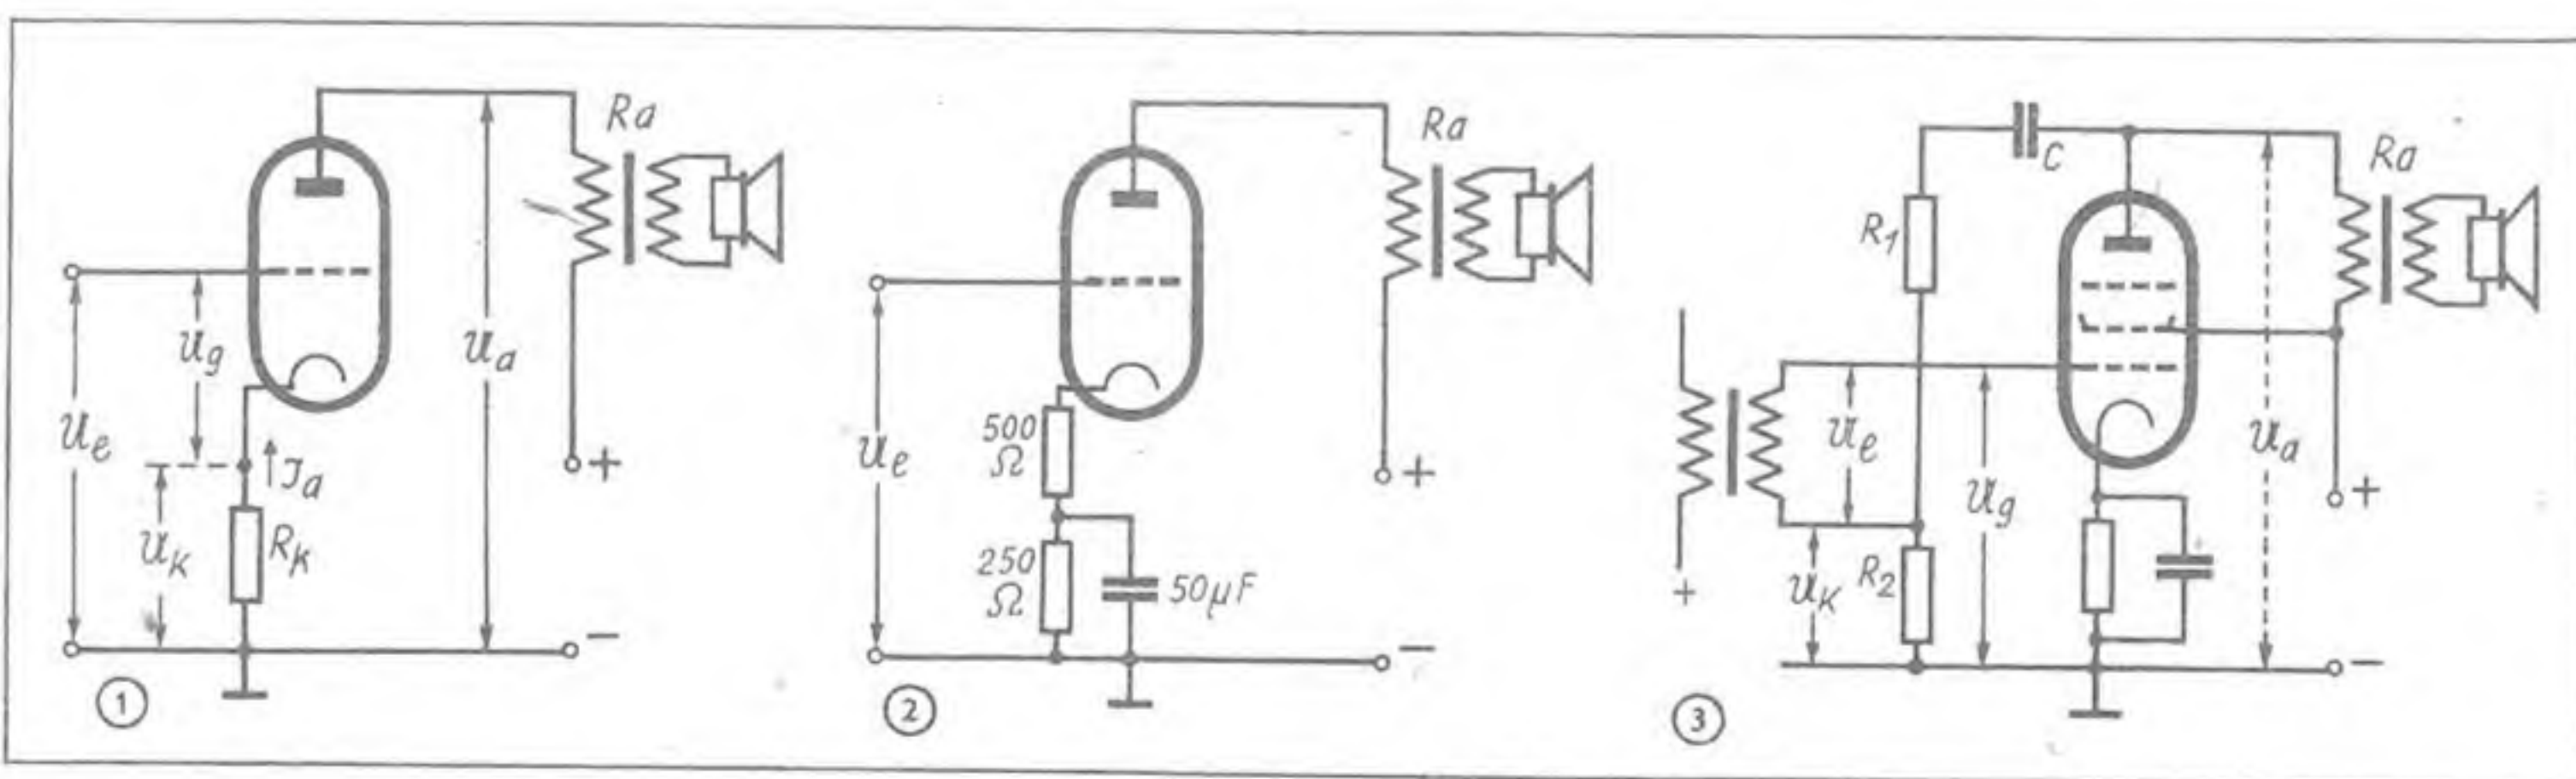 Ra
Ug
Ua
Ue
Ja
Uk
Rk
+
−
1
Ra
Ue
500
Ω
250
Ω
50µF
+
−
2
C
Ra
R1
Ue
Ua
Ug
+
Uk
R2
+
−
3